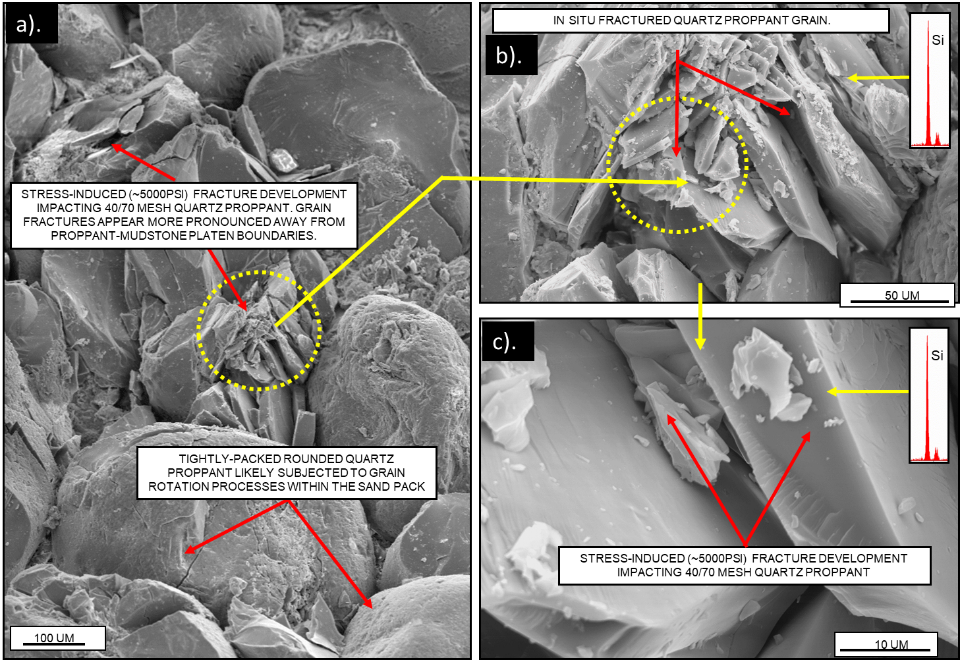 a).
STRESS-INDUCED (~5000PSI) FRACTURE DEVELOPMENT
IMPACTING 40/70 MESH QUARTZ PROPPANT. GRAIN
FRACTURES APPEAR MORE PRONOUNCED AWAY FROM
PROPPANT-MUDSTONE PLATEN BOUNDARIES.
TIGHTLY-PACKED ROUNDED QUARTZ
PROPPANT LIKELY SUBJECTED TO GRAIN
ROTATION PROCESSES WITHIN THE SAND PACK
100 UM
IN SITU FRACTURED QUARTZ PROPPANT GRAIN.
b).
Si
50 UM
c).
Si
STRESS-INDUCED (~5000PSI) FRACTURE DEVELOPMENT
IMPACTING 40/70 MESH QUARTZ PROPPANT
10 UM